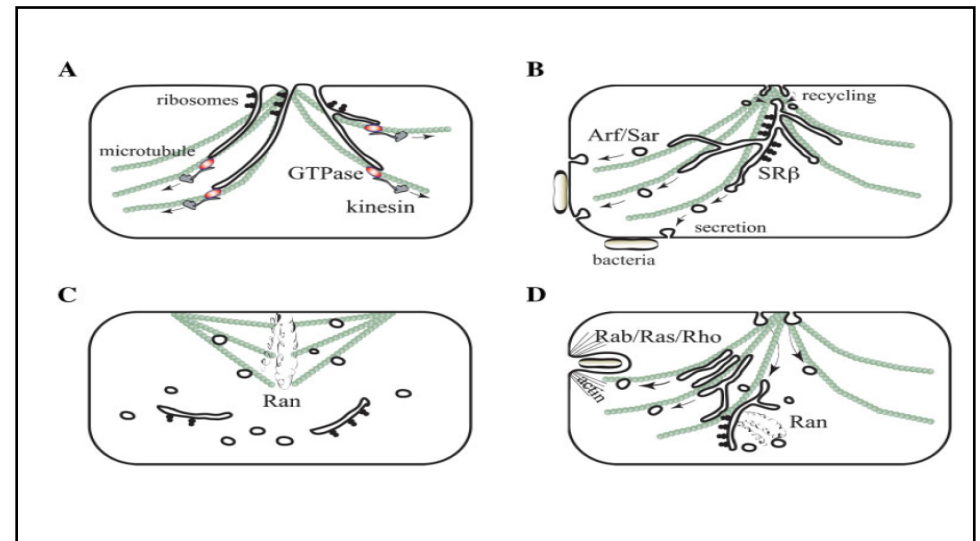 A
ribosomes
microtubule
GTPase
kinesin
B
recycling
Arf/Sar
SRβ
secretion
bacteria
C
Ran
D
Rab/Ras/Rho
actin
Ran